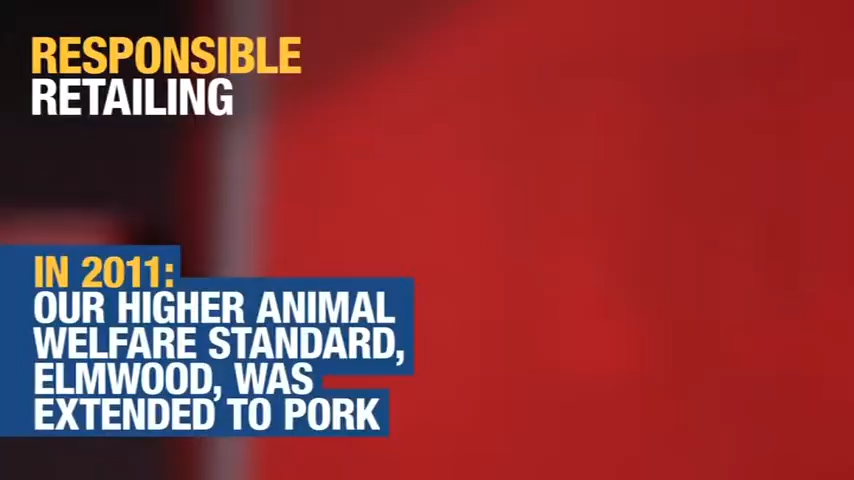 RESPONSIBLE
RETAILING
IN 2011:
OUR HIGHER ANIMAL
WELFARE STANDARD,
ELMWOOD, WAS
EXTENDED TO PORK